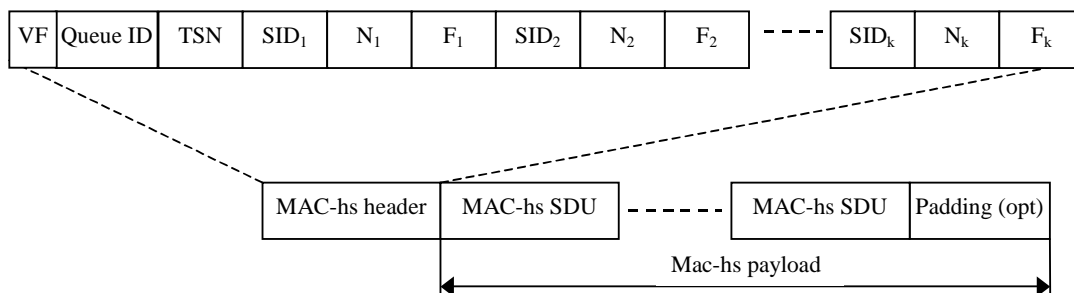 VF Queue ID TSN SID₁ N₁ F₁ SID₂ N₂ F₂ SIDₖ Nₖ Fₖ
MAC-hs header MAC-hs SDU MAC-hs SDU Padding (opt)
Mac-hs payload